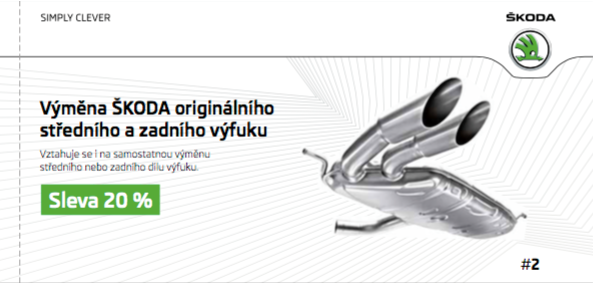 SIMPLY CLEVER
ŠKODA
Výměna ŠKODA originálního
středního a zadního výfuku
Vztahuje se i na samostatnou výměnu
středního nebo zadního dílu výfuku.
Sleva 20 %
#2